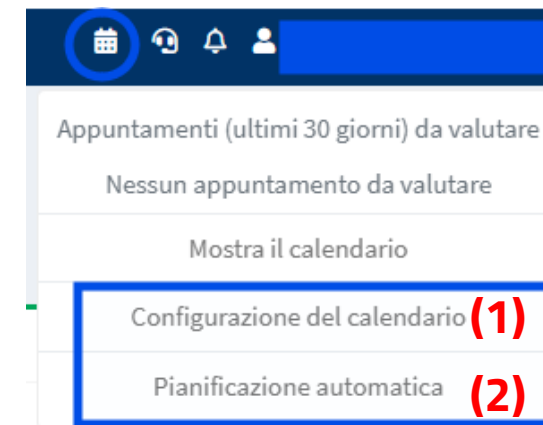 Appuntamenti (ultimi 30 giorni) da valutare
Nessun appuntamento da valutare
Mostra il calendario
Configurazione del calendario (1)
Pianificazione automatica (2)